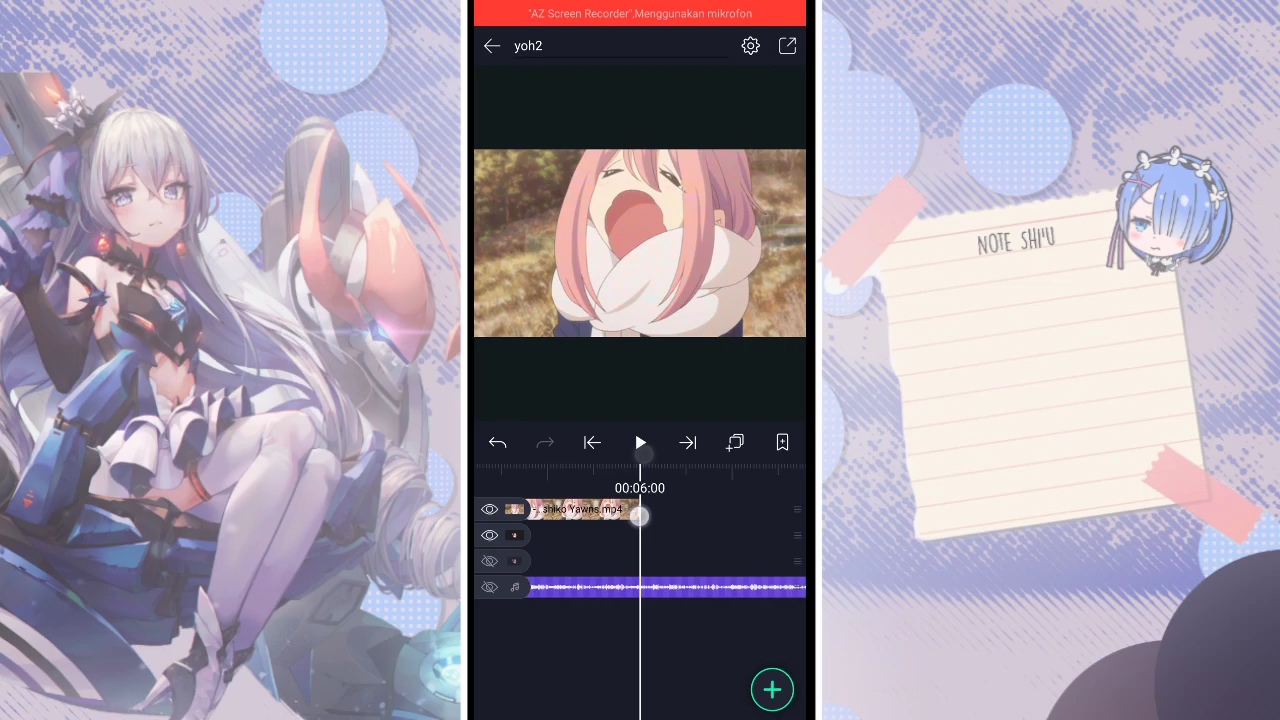 "AZ Screen Recorder",Menggunakan mikrofon
yoh2
NOTE SHI'U
00:06:00
shiko Yawns.mp4